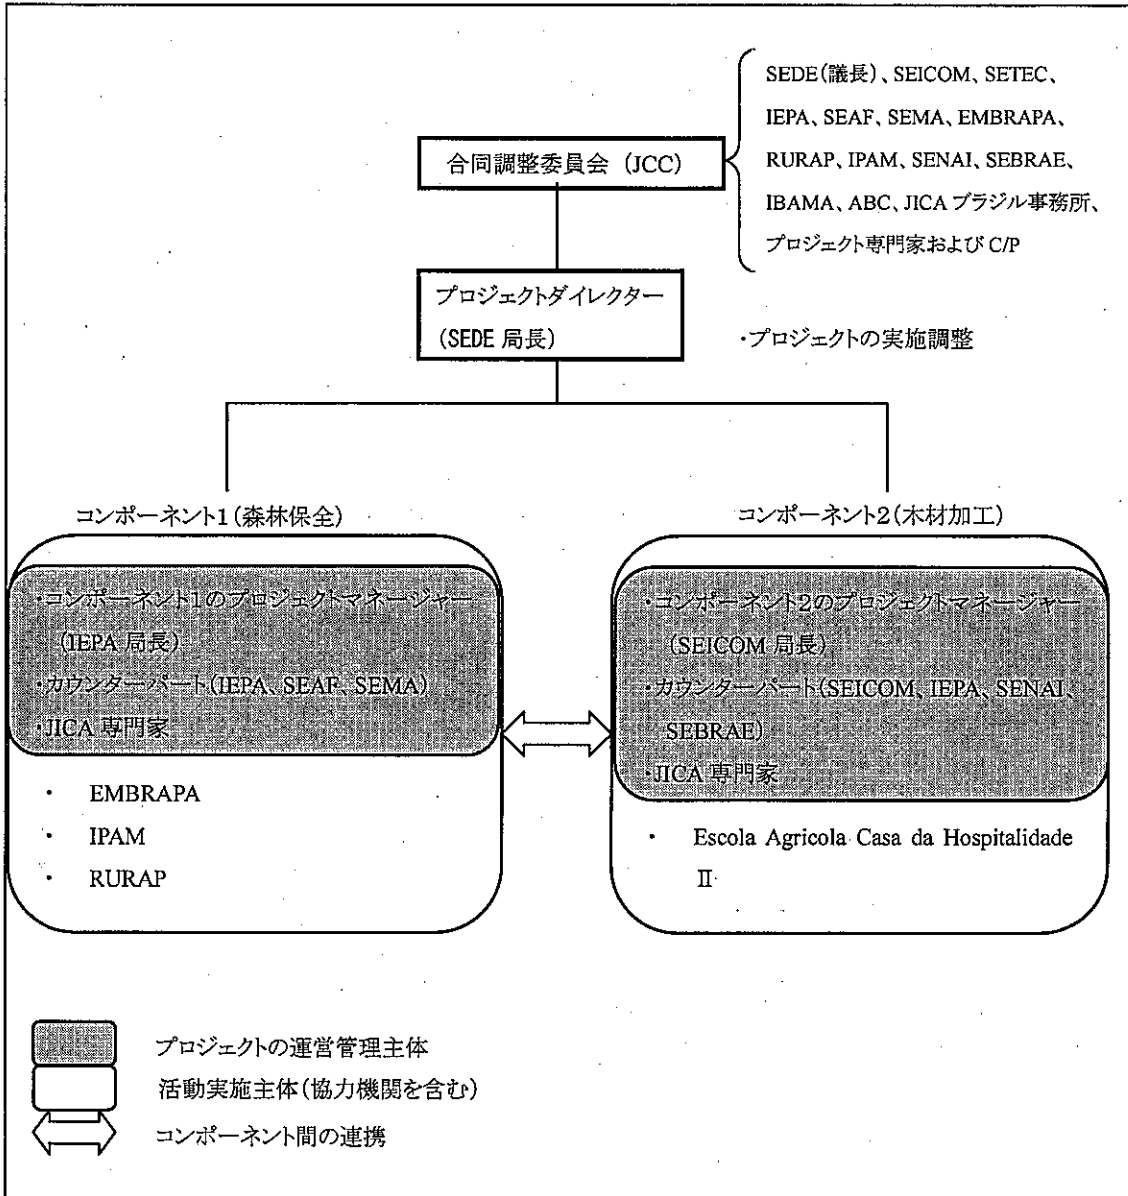 SEDE(議長)、SEICOM、SETEC、
IEPA、SEAF、SEMA、EMBRAPA、
RURAP、IPAM、SENAI、SEBRAE、
IBAMA、ABC、JICA ブラジル事務所、
プロジェクト専門家および C/P
合同調整委員会 (JCC)
プロジェクトダイレクター
(SEDE 局長)
・プロジェクトの実施調整
コンポーネント1(森林保全)
・コンポーネント1のプロジェクトマネージャー
(IEPA 局長)
・カウンターパート(IEPA、SEAF、SEMA)
・JICA 専門家
・ EMBRAPA
・ IPAM
・ RURAP
コンポーネント2(木材加工)
・コンポーネント2のプロジェクトマネージャー
(SEICOM 局長)
・カウンターパート(SEICOM、IEPA、SENAI、
SEBRAE)
・JICA 専門家
・ Escola Agricola Casa da Hospitalidade
Ⅱ
プロジェクトの運営管理主体
活動実施主体(協力機関を含む)
コンポーネント間の連携